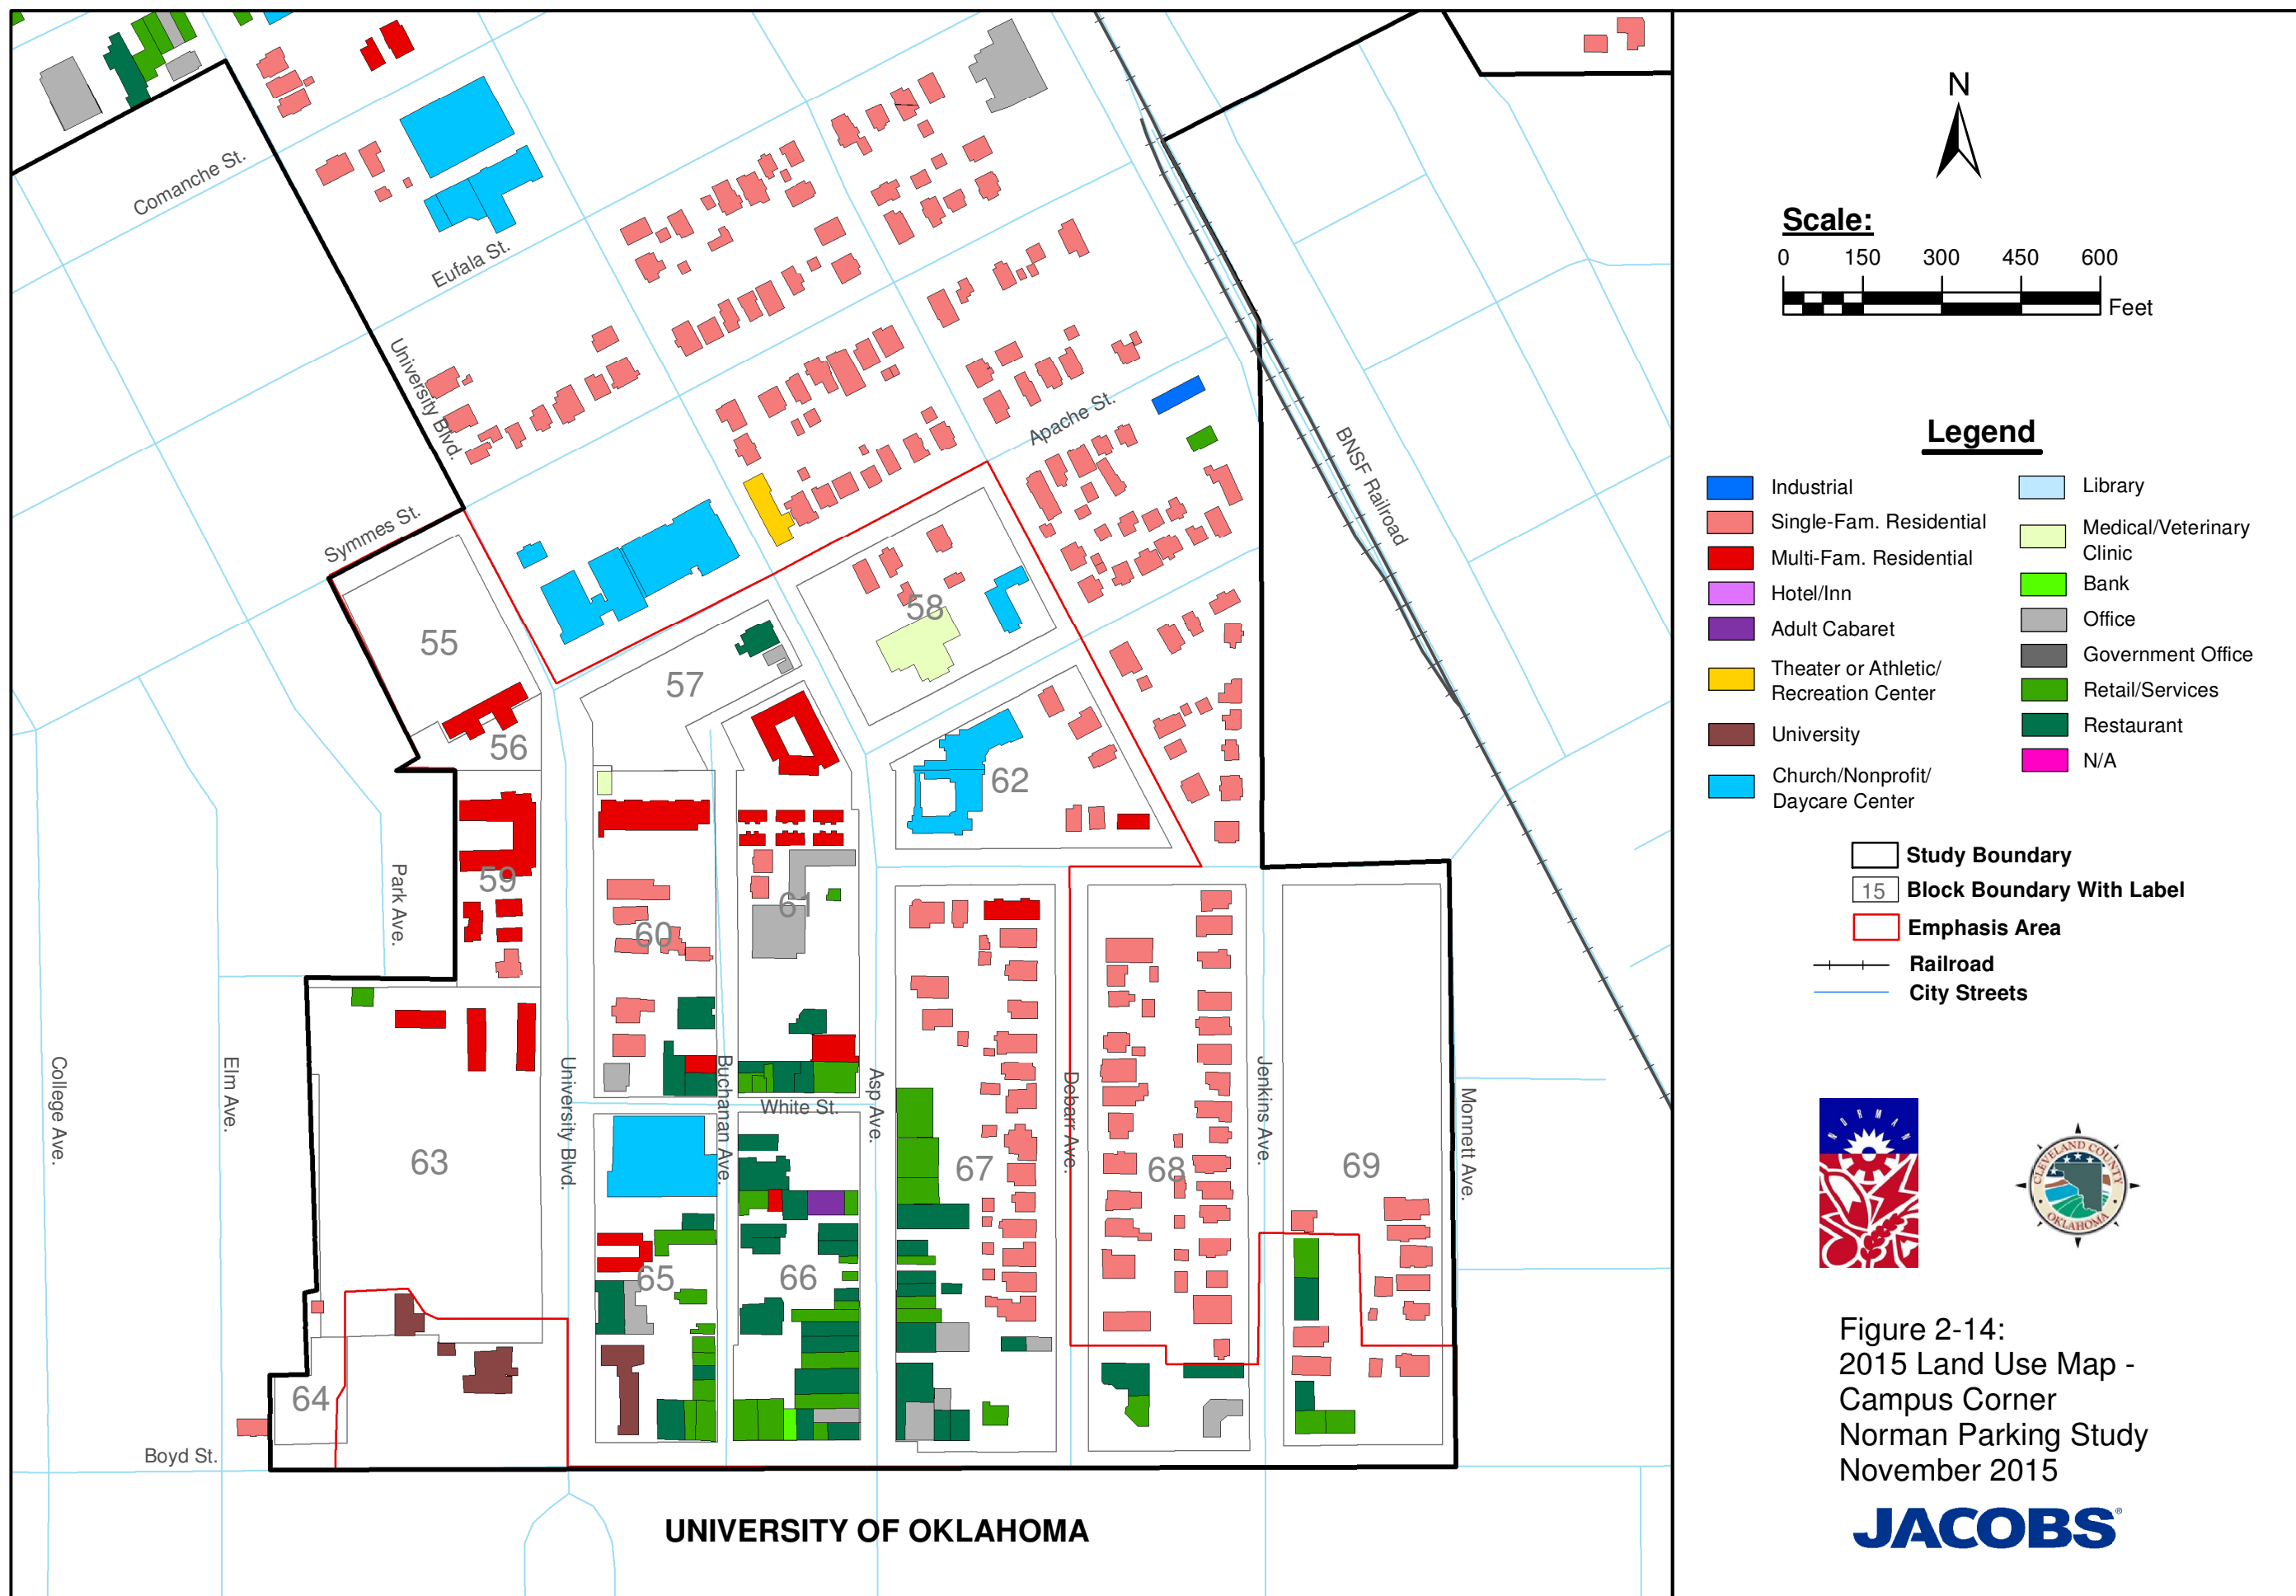 Comanche St.
Eufala St.
University Blvd.
Symmes St.
Apache St.
BNSF Railroad
55
56
57
58
59
60
61
62
63
64
65
66
67
68
69
Park Ave.
College Ave.
Elm Ave.
University Blvd.
Buchanan Ave.
White St.
Asp Ave.
Debarr Ave.
Jenkins Ave.
Monnett Ave.
Boyd St.
UNIVERSITY OF OKLAHOMA
N
Scale:
0 150 300 450 600
Feet
Legend
Industrial
Single-Fam. Residential
Multi-Fam. Residential
Hotel/Inn
Adult Cabaret
Theater or Athletic/
Recreation Center
University
Church/Nonprofit/
Daycare Center
Library
Medical/Veterinary
Clinic
Bank
Office
Government Office
Retail/Services
Restaurant
N/A
Study Boundary
15 Block Boundary With Label
Emphasis Area
Railroad
City Streets
NORMAN
CLEVELAND COUNTY
OKLAHOMA
Figure 2-14:
2015 Land Use Map -
Campus Corner
Norman Parking Study
November 2015
JACOBS®